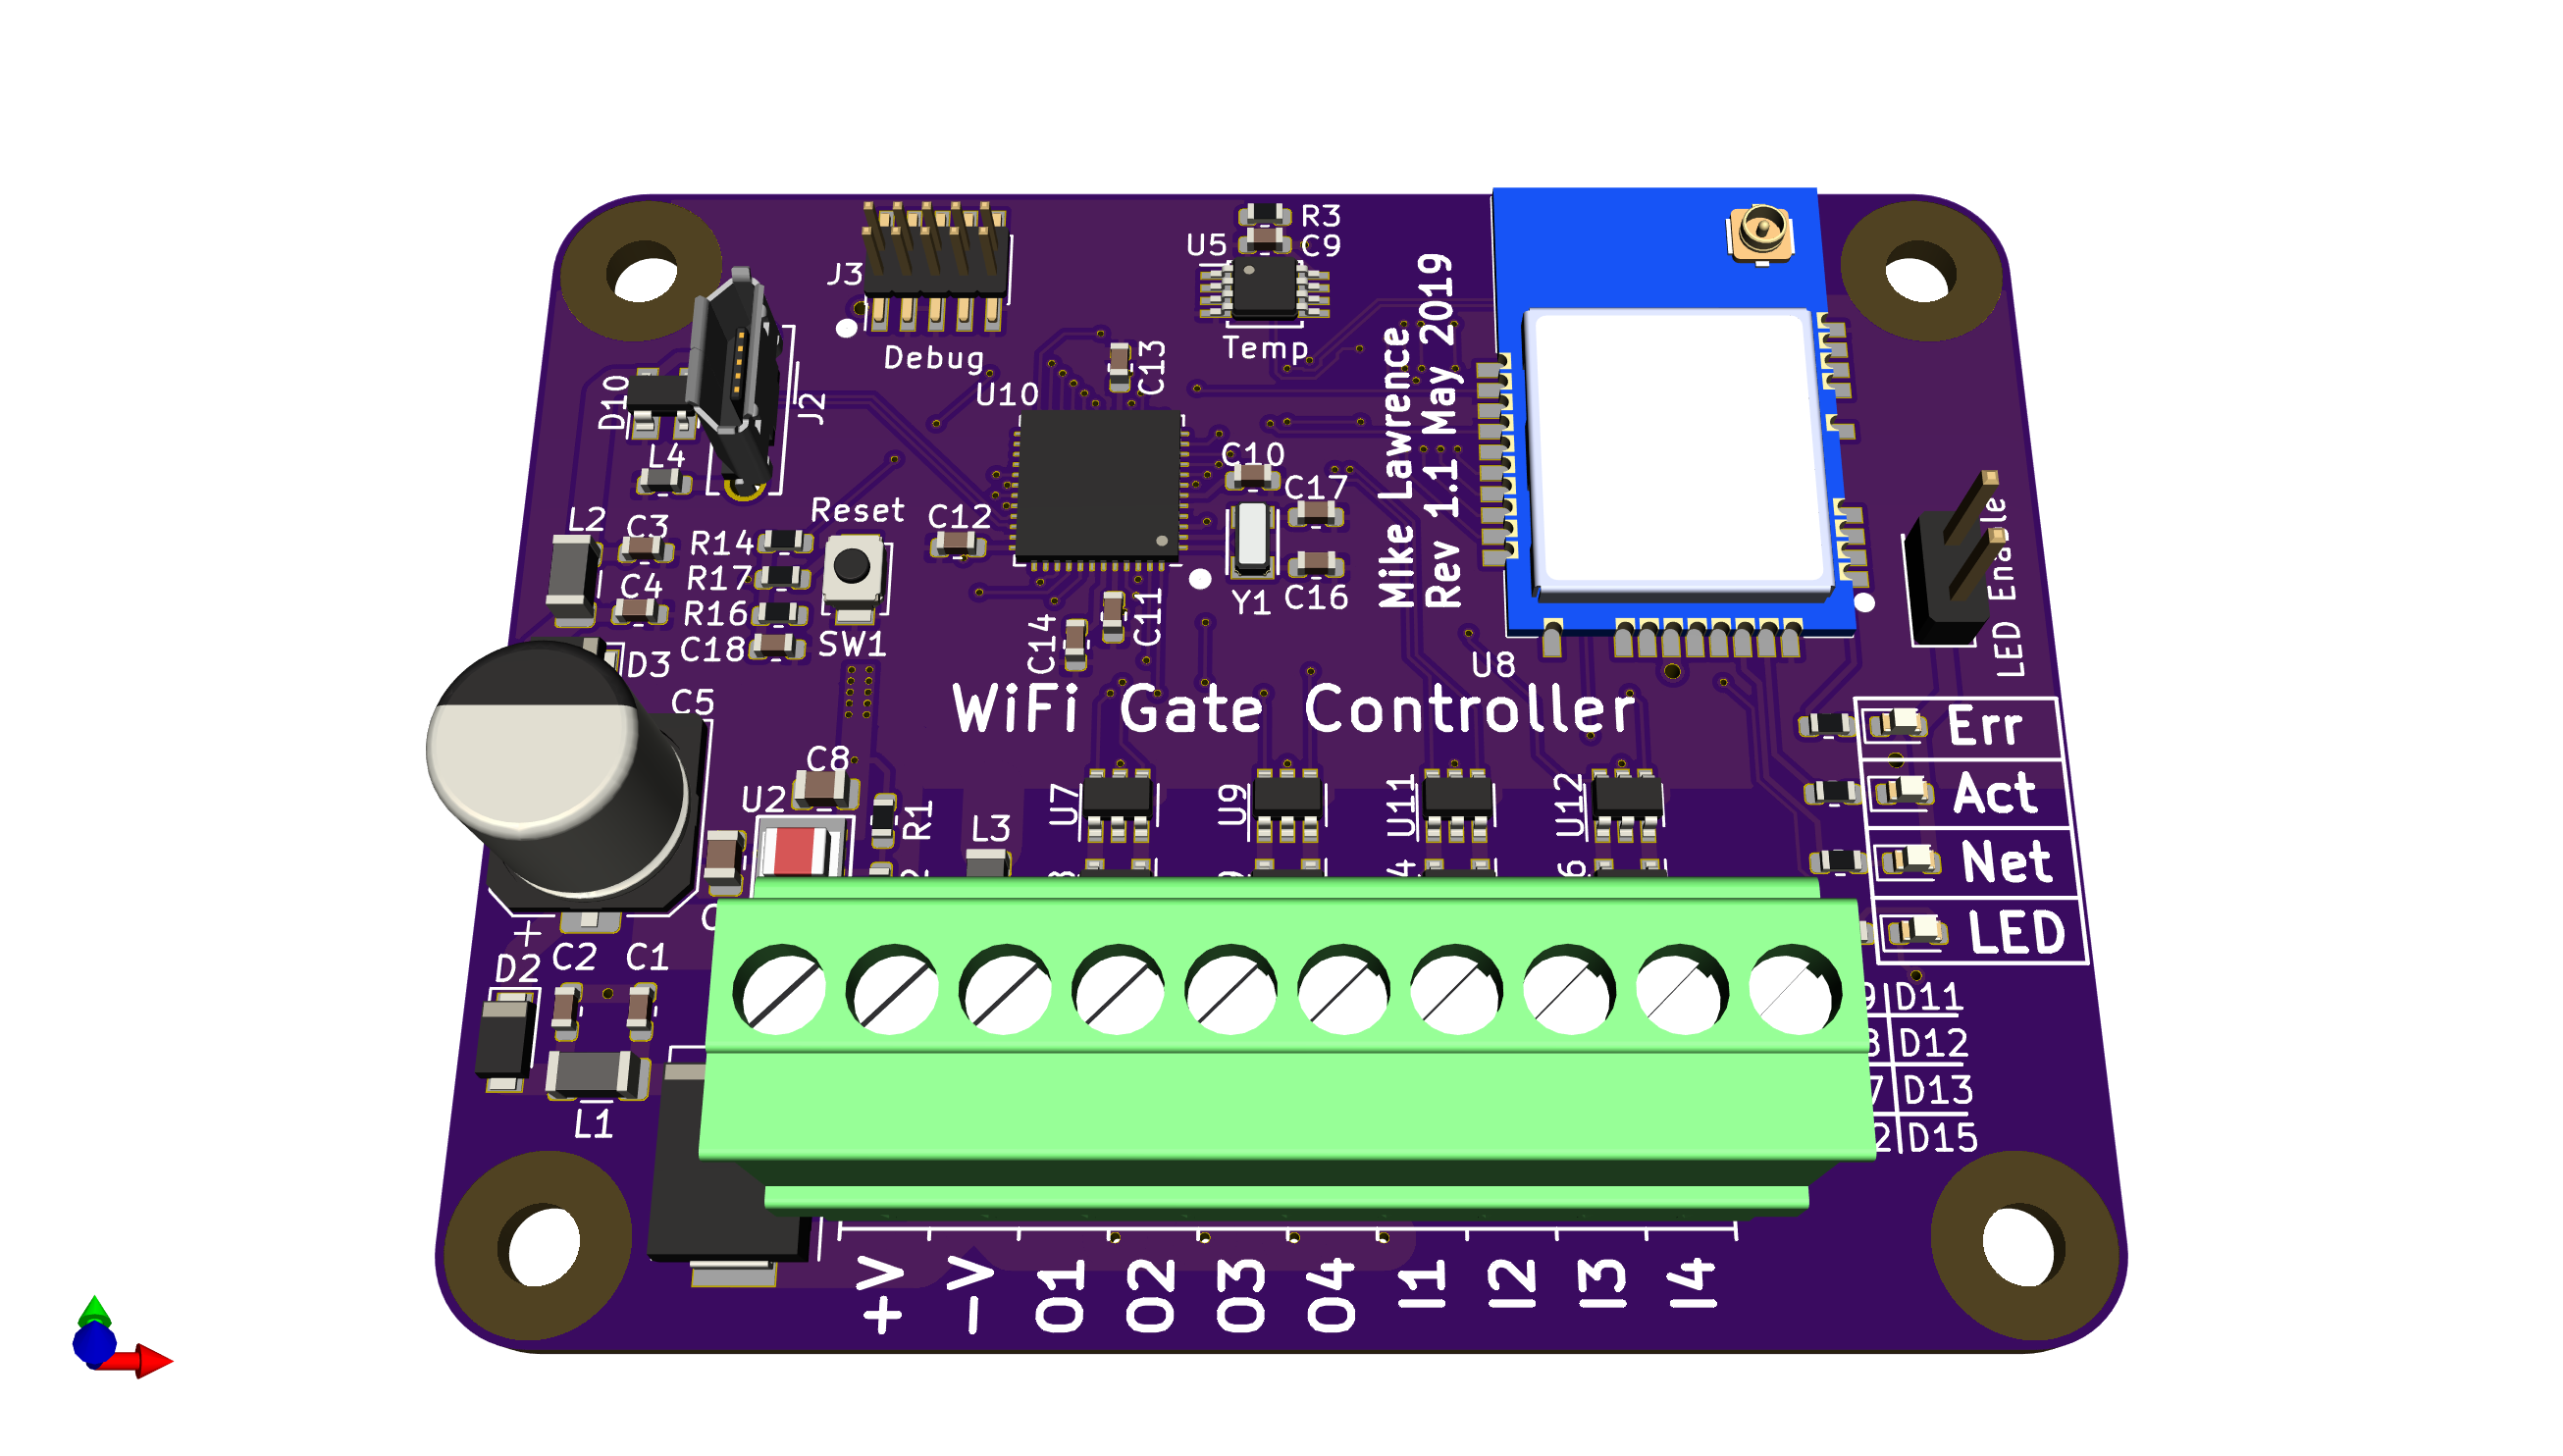 R3
U5
C9
J3
Temp
Debug
C13
U10
D10
J2
L4
C10
C17
Mike Lawrence
Rev 1.1 May 2019
Reset
C12
L2
C3
R14
R17
C4
R16
C18
SW1
Y1
C16
C11
C14
LED Enable
D3
U8
C5
WiFi Gate Controller
Err
Act
Net
LED
C8
U2
R1
L3
U7
U9
U11
U12
+
D2
C2
C1
L1
D11
D12
D13
D15
+V
-V
O1
O2
O3
O4
I1
I2
I3
I4